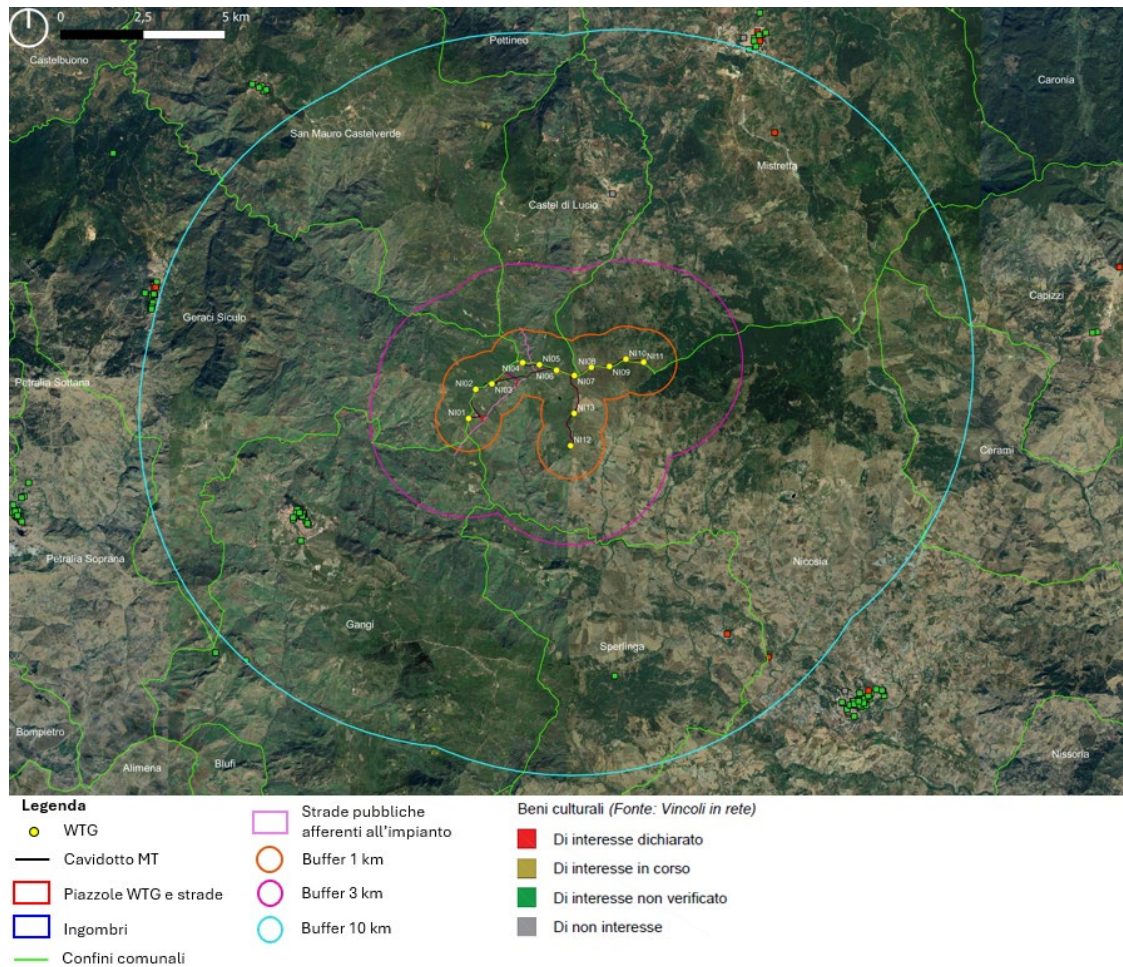 0
2,5
5 km
Castelbuono
Pettineo
Caronia
San Mauro Castelverde
Mistretta
Castel di Lucio
Geraci Siculo
Capizzi
Petralia Sottana
NI10
NI11
NI05
NI08
NI04
NI09
NI06
NI07
NI02
NI03
NI01
NI13
NI12
Cerami
Petralia Soprana
Nicosia
Gangi
Sperlinga
Bompietro
Alimena
Blufi
Nissoria
Legenda
WTG
Cavidotto MT
Piazzole WTG e strade
Ingombri
Confini comunali
Strade pubbliche
afferenti all'impianto
Buffer 1 km
Buffer 3 km
Buffer 10 km
Beni culturali (Fonte: Vincoli in rete)
Di interesse dichiarato
Di interesse in corso
Di interesse non verificato
Di non interesse